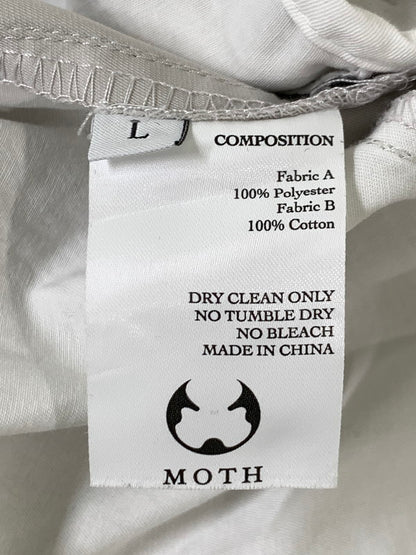 L
COMPOSITION
Fabric A
100% Polyester
Fabric B
100% Cotton
DRY CLEAN ONLY
NO TUMBLE DRY
NO BLEACH
MADE IN CHINA
MOTH